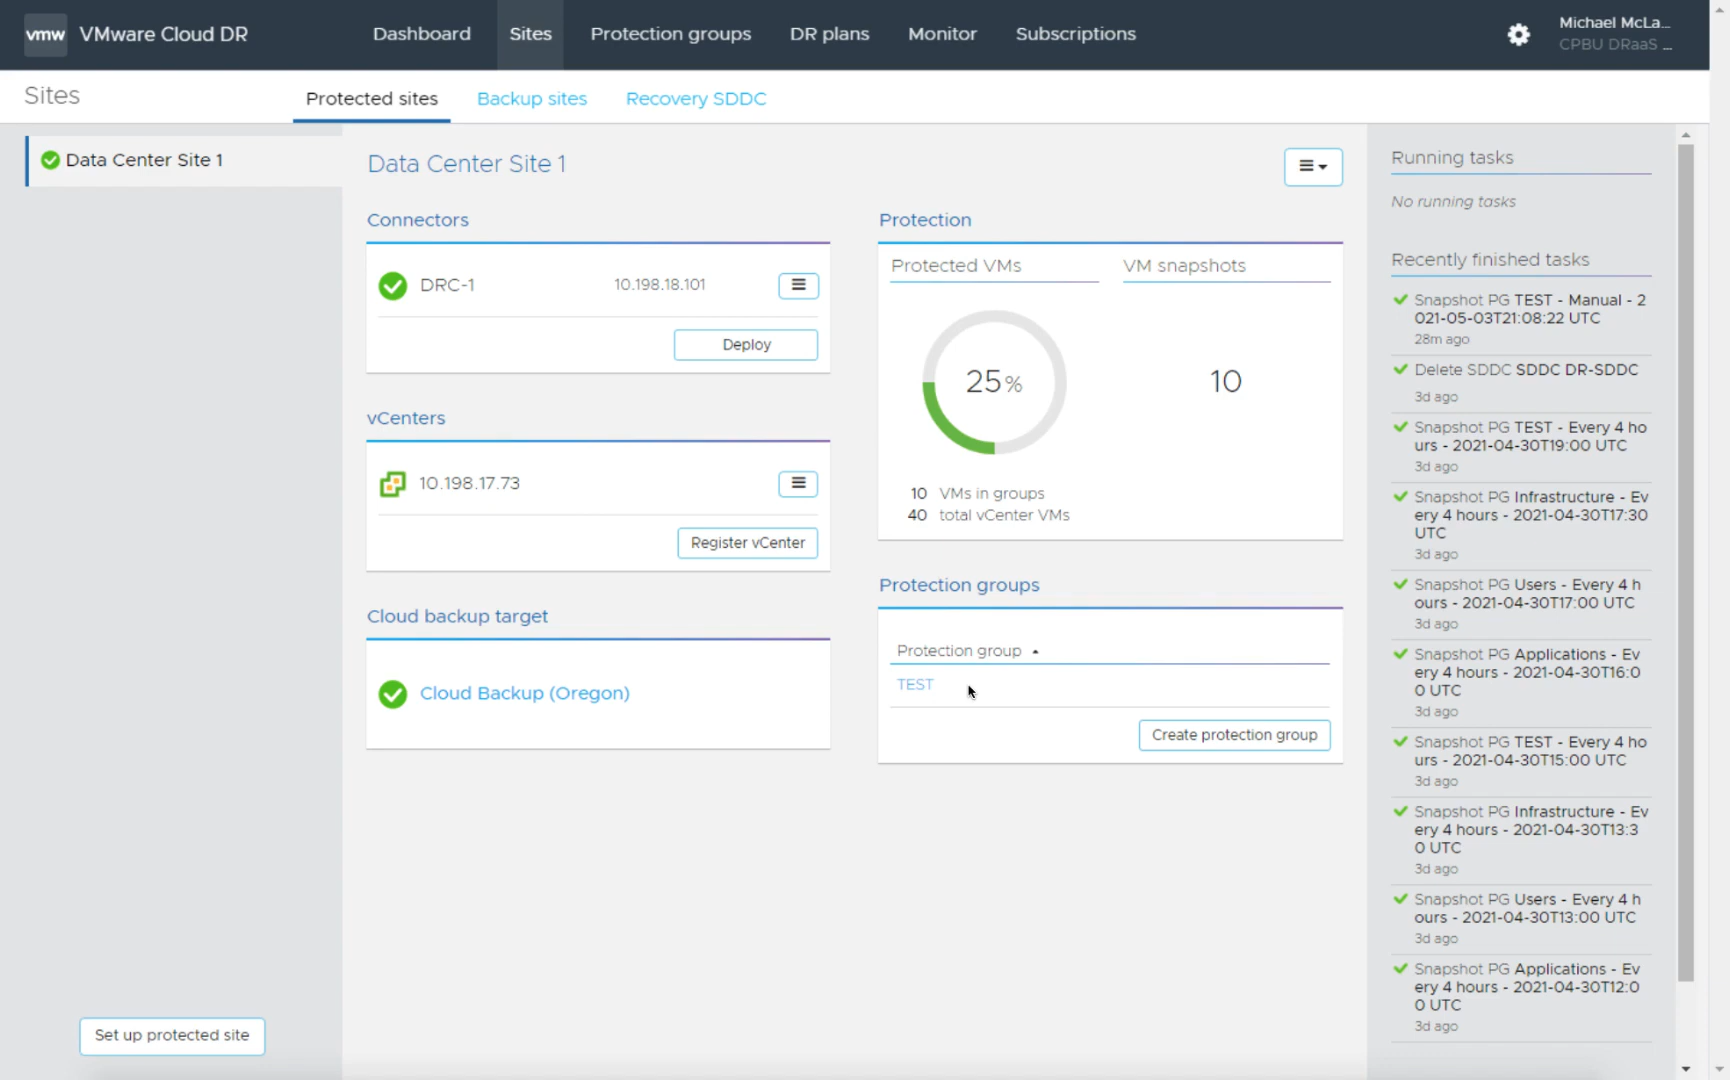 vmw VMware Cloud DR
Dashboard
Sites
Protection groups
DR plans
Monitor
Subscriptions
Michael McLa...
CPBU DRaaS ...
Sites
Protected sites
Backup sites
Recovery SDDC
Data Center Site 1
Set up protected site
Data Center Site 1
Connectors
DRC-1 10.198.18.101
Deploy
vCenters
10.198.17.73
Register vCenter
Cloud backup target
Cloud Backup (Oregon)
Protection
Protected VMs
25%
10 VMs in groups
40 total vCenter VMs
VM snapshots
10
Protection groups
Protection group
TEST
Create protection group
Running tasks
No running tasks
Recently finished tasks
Snapshot PG TEST - Manual - 2
021-05-03T21:08:22 UTC
28m ago
Delete SDDC SDDC DR-SDDC
3d ago
Snapshot PG TEST - Every 4 ho
urs - 2021-04-30T19:00 UTC
3d ago
Snapshot PG Infrastructure - Ev
ery 4 hours - 2021-04-30T17:30
UTC
3d ago
Snapshot PG Users - Every 4 h
ours - 2021-04-30T17:00 UTC
3d ago
Snapshot PG Applications - Ev
ery 4 hours - 2021-04-30T16:0
0 UTC
3d ago
Snapshot PG TEST - Every 4 ho
urs - 2021-04-30T15:00 UTC
3d ago
Snapshot PG Infrastructure - Ev
ery 4 hours - 2021-04-30T13:3
0 UTC
3d ago
Snapshot PG Users - Every 4 h
ours - 2021-04-30T13:00 UTC
3d ago
Snapshot PG Applications - Ev
ery 4 hours - 2021-04-30T12:0
0 UTC
3d ago